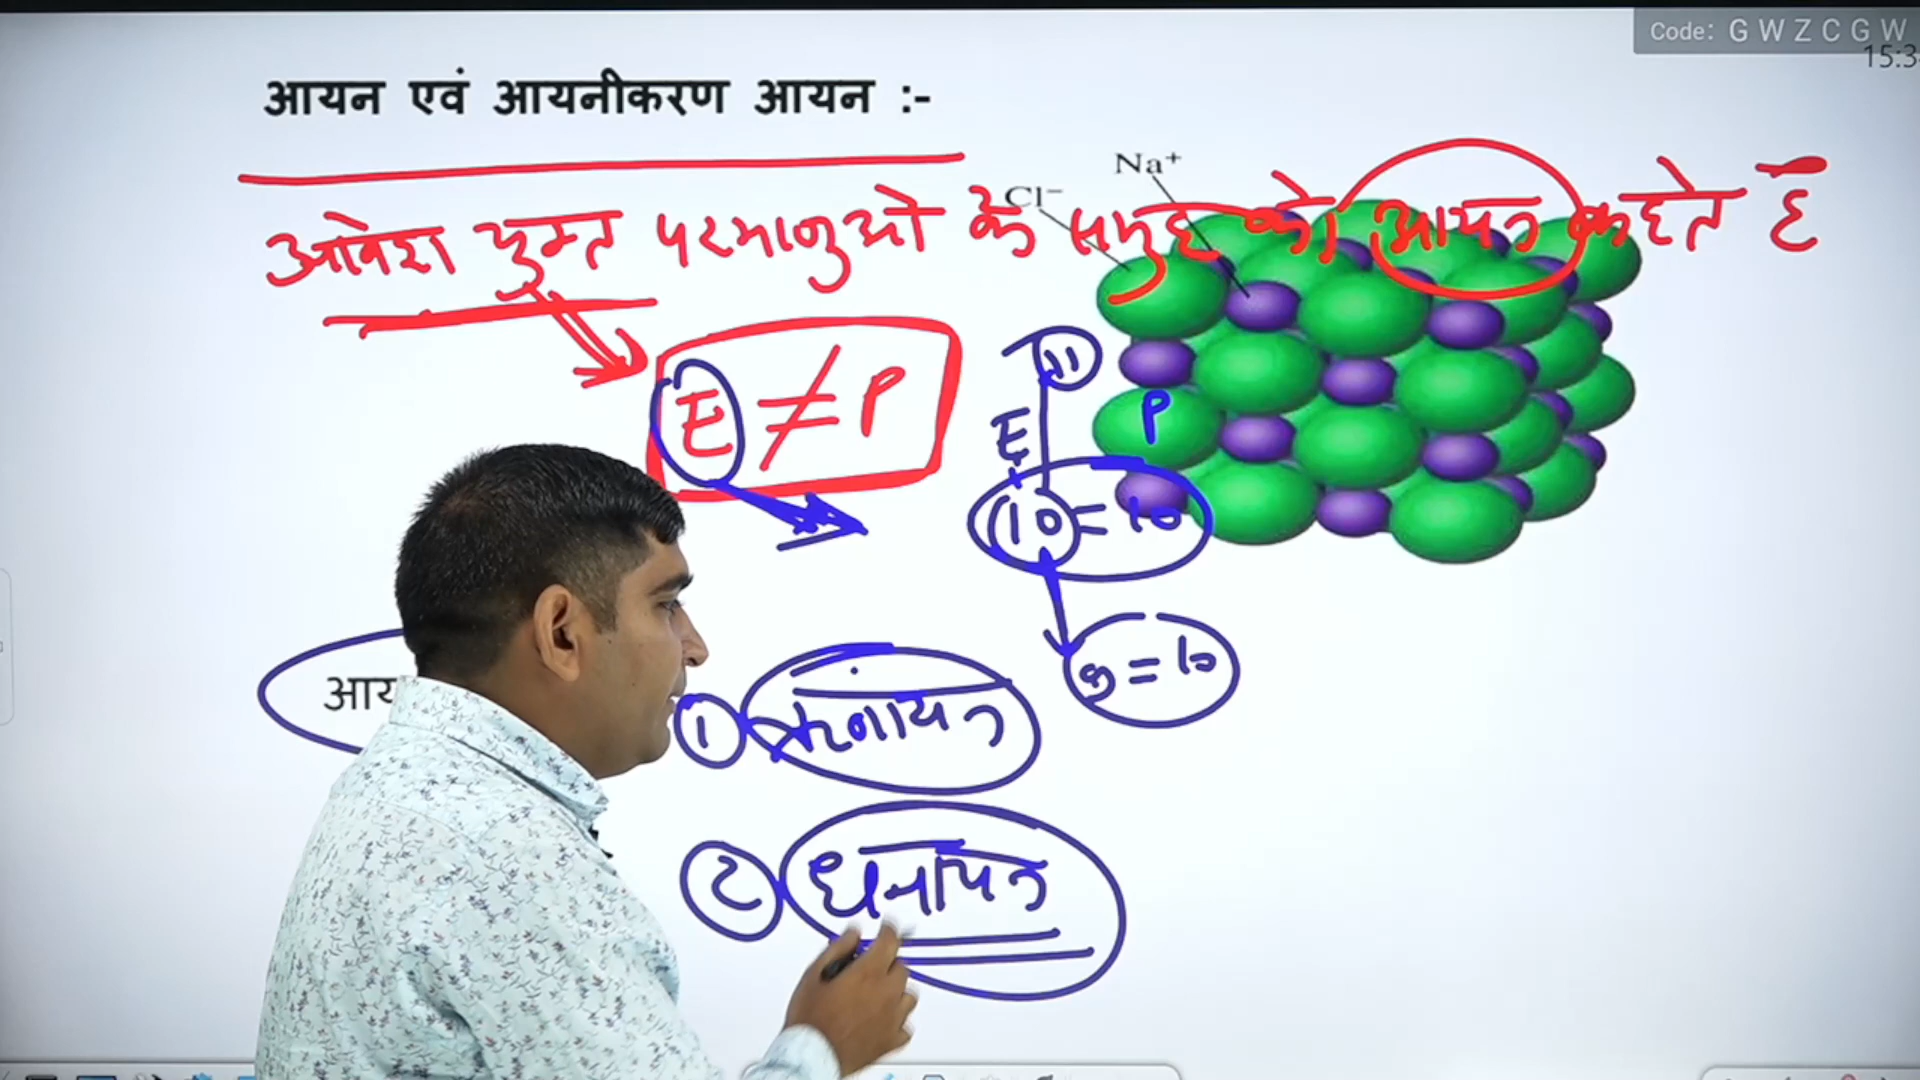 Code: G W Z C G W
15:3
आयन एवं आयनीकरण आयन :-
Na⁺
Cl⁻
आवेश युक्त परमाणुओं के समूह को आयन कहते है
E ≠ P
11
E P
10 = 10
9 = 10
आय
1 ऋणायन
2 धनायन